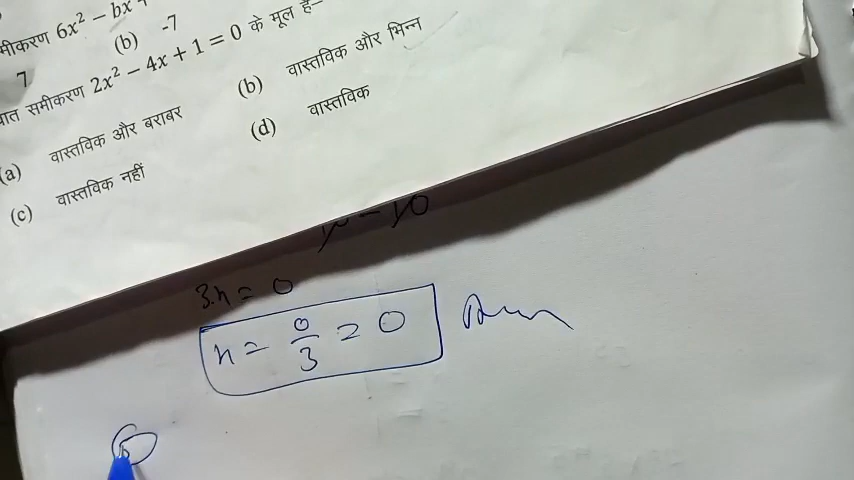 मीकरण 6x² − bx
7 (b) -7
ात समीकरण 2x² − 4x + 1 = 0 के मूल हैं–
(a) वास्तविक और बराबर (b) वास्तविक और भिन्न
(c) वास्तविक नहीं (d) वास्तविक
3.x = 0
x = 0/3 = 0